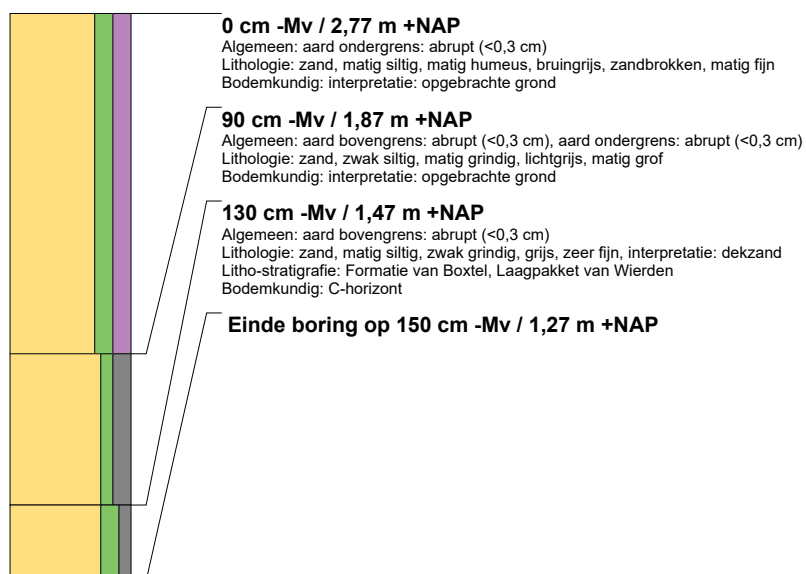 0 cm -Mv / 2,77 m +NAP
Algemeen: aard ondergrens: abrupt (<0,3 cm)
Lithologie: zand, matig siltig, matig humeus, bruingrijs, zandbrokken, matig fijn
Bodemkundig: interpretatie: opgebrachte grond
90 cm -Mv / 1,87 m +NAP
Algemeen: aard bovengrens: abrupt (<0,3 cm), aard ondergrens: abrupt (<0,3 cm)
Lithologie: zand, zwak siltig, matig grindig, lichtgrijs, matig grof
Bodemkundig: interpretatie: opgebrachte grond
130 cm -Mv / 1,47 m +NAP
Algemeen: aard bovengrens: abrupt (<0,3 cm)
Lithologie: zand, matig siltig, zwak grindig, grijs, zeer fijn, interpretatie: dekzand
Litho-stratigrafie: Formatie van Boxtel, Laagpakket van Wierden
Bodemkundig: C-horizont
Einde boring op 150 cm -Mv / 1,27 m +NAP